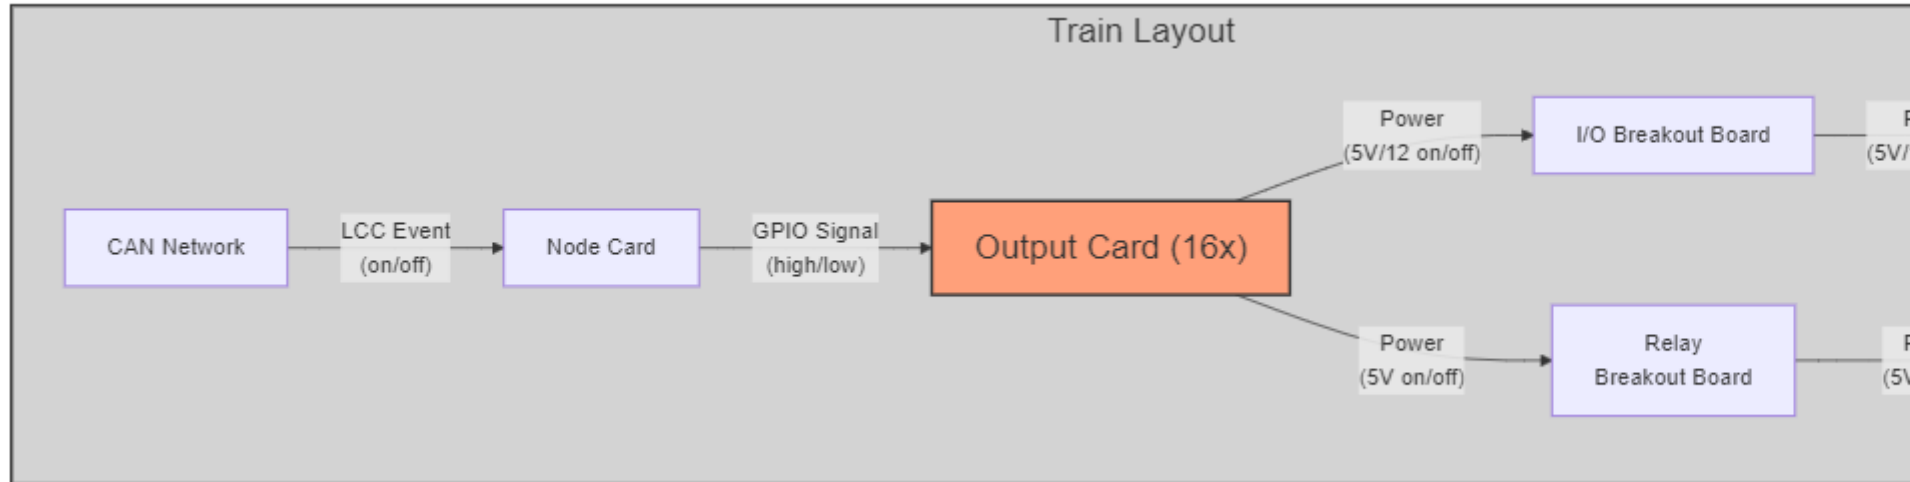 Train Layout
CAN Network
LCC Event
(on/off)
Node Card
GPIO Signal
(high/low)
Output Card (16x)
Power
(5V/12 on/off)
I/O Breakout Board
Power
(5V on/off)
Relay
Breakout Board